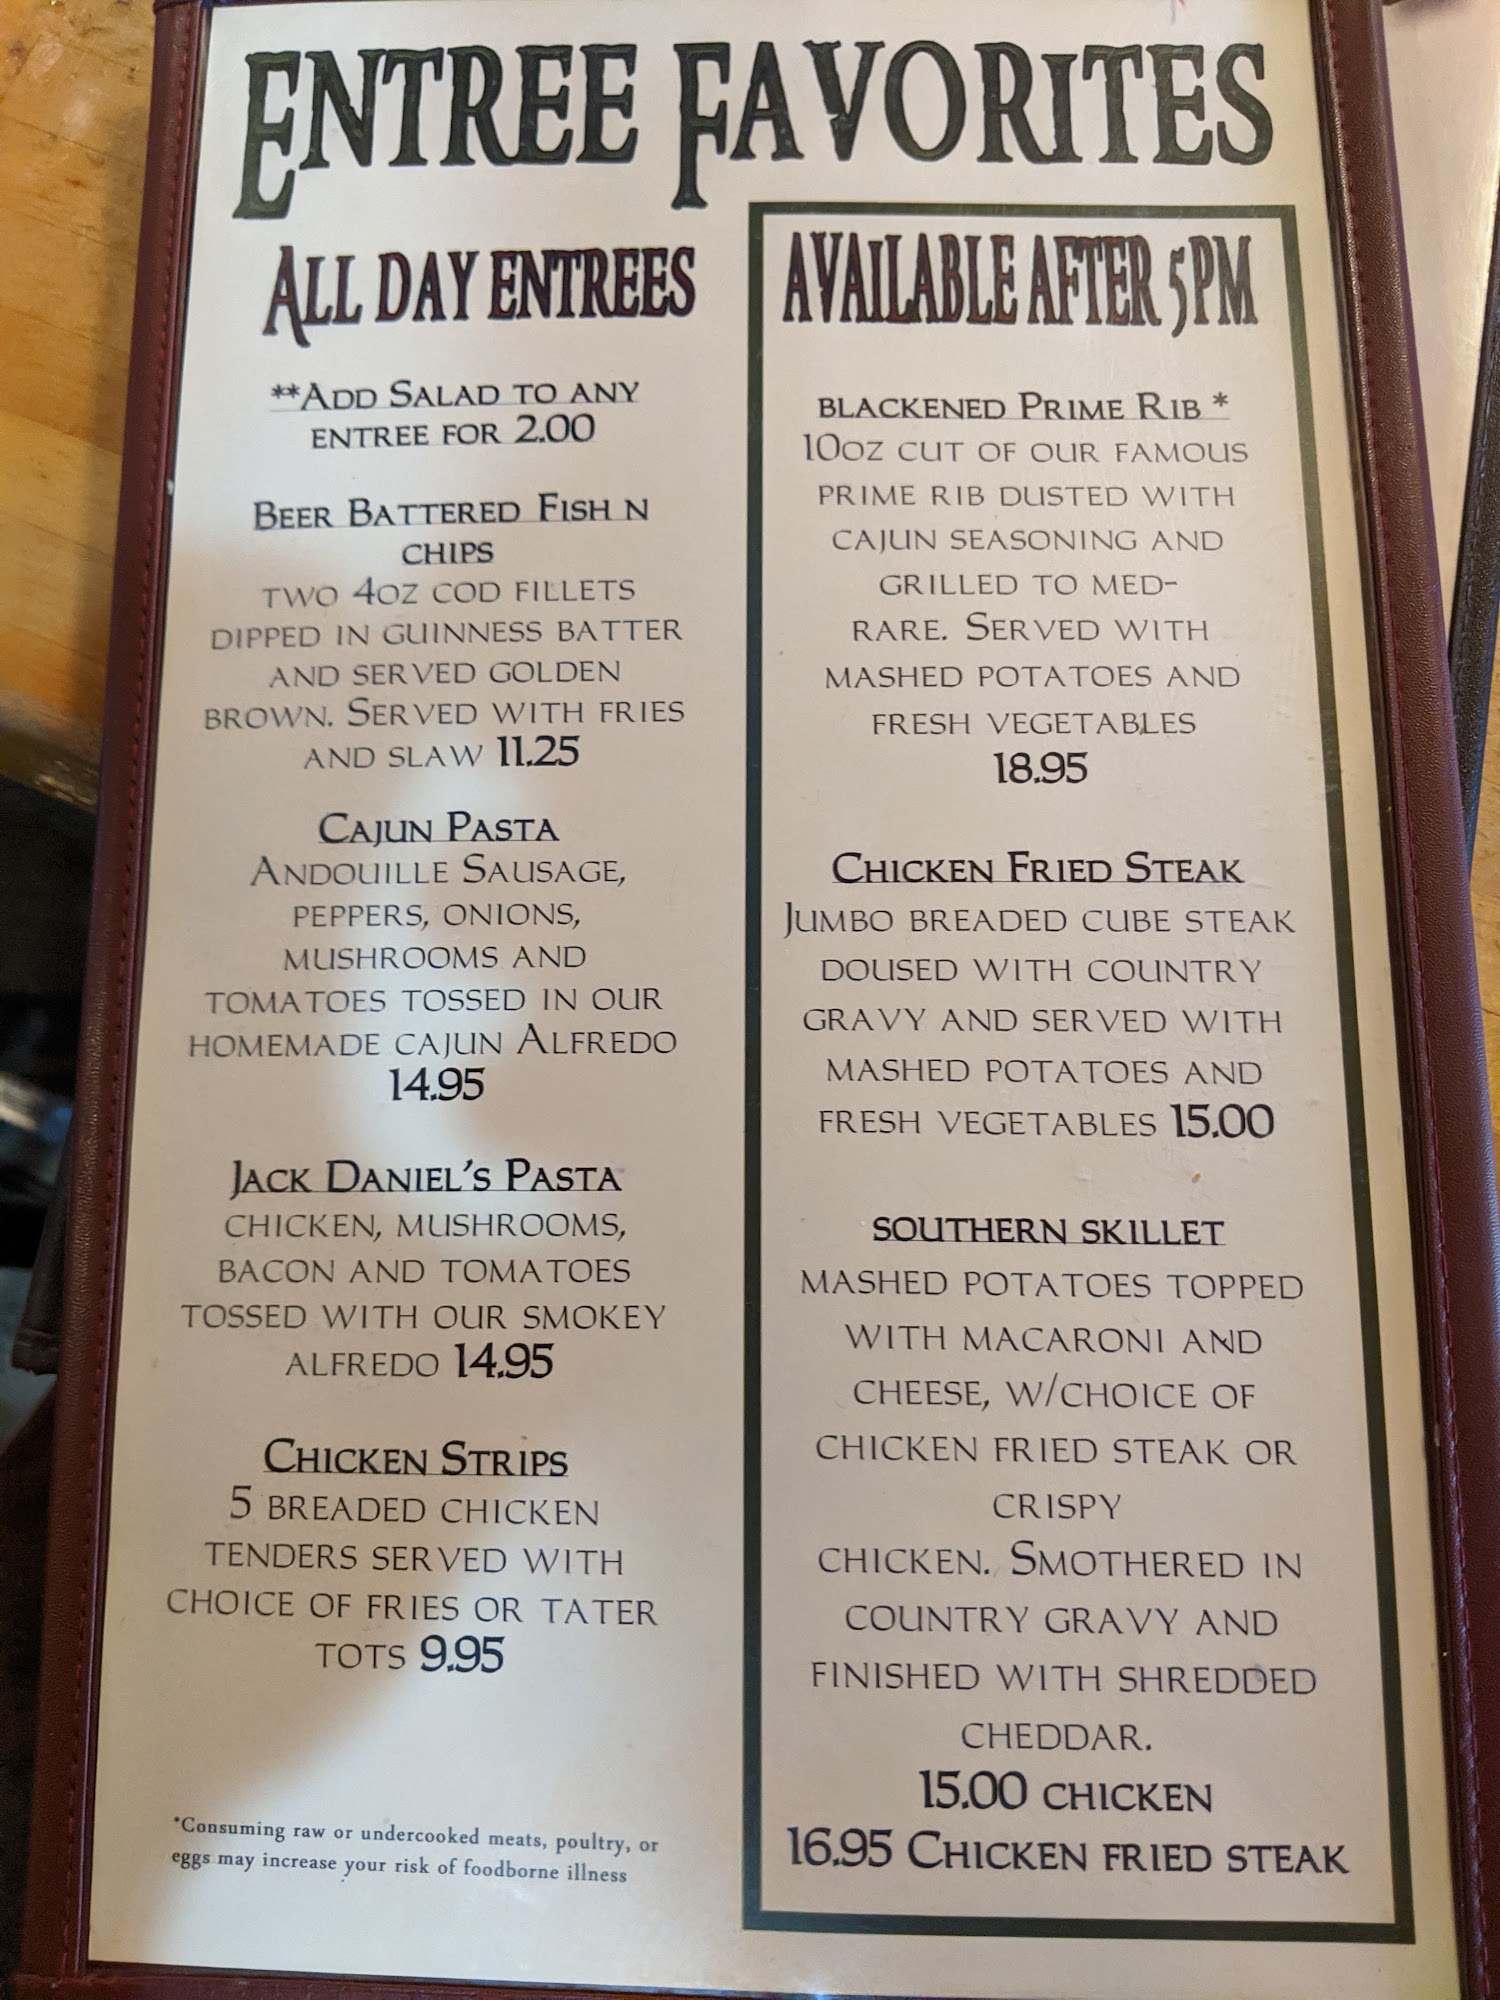 Entree Favorites
All day entrees
**Add Salad to any
entree for 2.00
Beer Battered Fish n
chips
two 4oz cod fillets
dipped in guinness batter
and served golden
brown. Served with fries
and slaw 11.25
Cajun Pasta
Andouille Sausage,
peppers, onions,
mushrooms and
tomatoes tossed in our
homemade cajun Alfredo
14.95
Jack Daniel's Pasta
chicken, mushrooms,
bacon and tomatoes
tossed with our smokey
alfredo 14.95
Chicken Strips
5 breaded chicken
tenders served with
choice of fries or tater
tots 9.95
*Consuming raw or undercooked meats, poultry, or
eggs may increase your risk of foodborne illness
Available after 5pm
blackened Prime Rib *
10oz cut of our famous
prime rib dusted with
cajun seasoning and
grilled to med-
rare. Served with
mashed potatoes and
fresh vegetables
18.95
Chicken Fried Steak
Jumbo breaded cube steak
doused with country
gravy and served with
mashed potatoes and
fresh vegetables 15.00
southern skillet
mashed potatoes topped
with macaroni and
cheese, w/choice of
chicken fried steak or
crispy
chicken. Smothered in
country gravy and
finished with shredded
cheddar.
15.00 chicken
16.95 Chicken fried steak